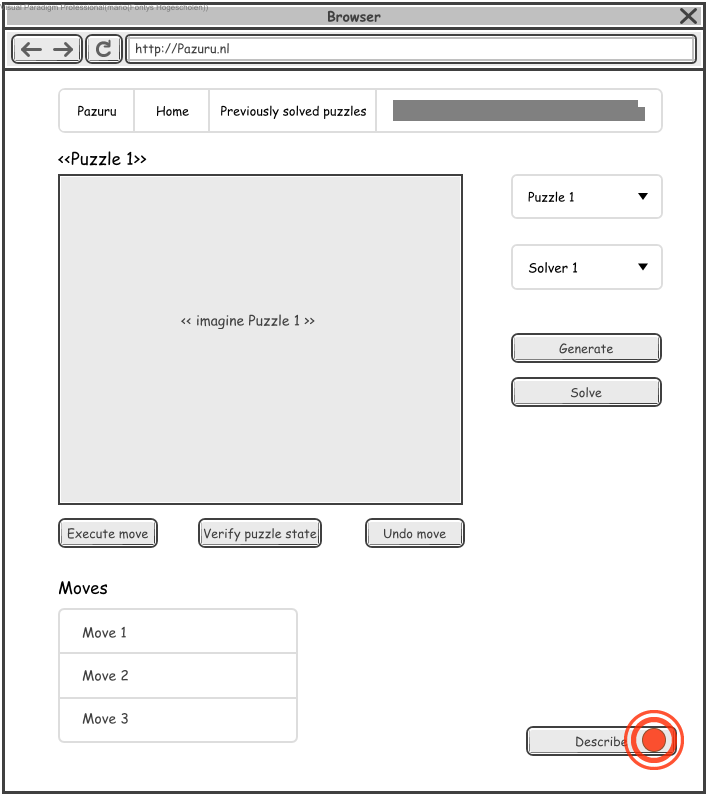 Visual Paradigm Professional(mano(Fontys Hogescholen))
Browser
http://Pazuru.nl
Pazuru Home Previously solved puzzles
<<Puzzle 1>>
Puzzle 1
Solver 1
<< imagine Puzzle 1 >>
Generate
Solve
Execute move Verify puzzle state Undo move
Moves
Move 1
Move 2
Move 3
Describe